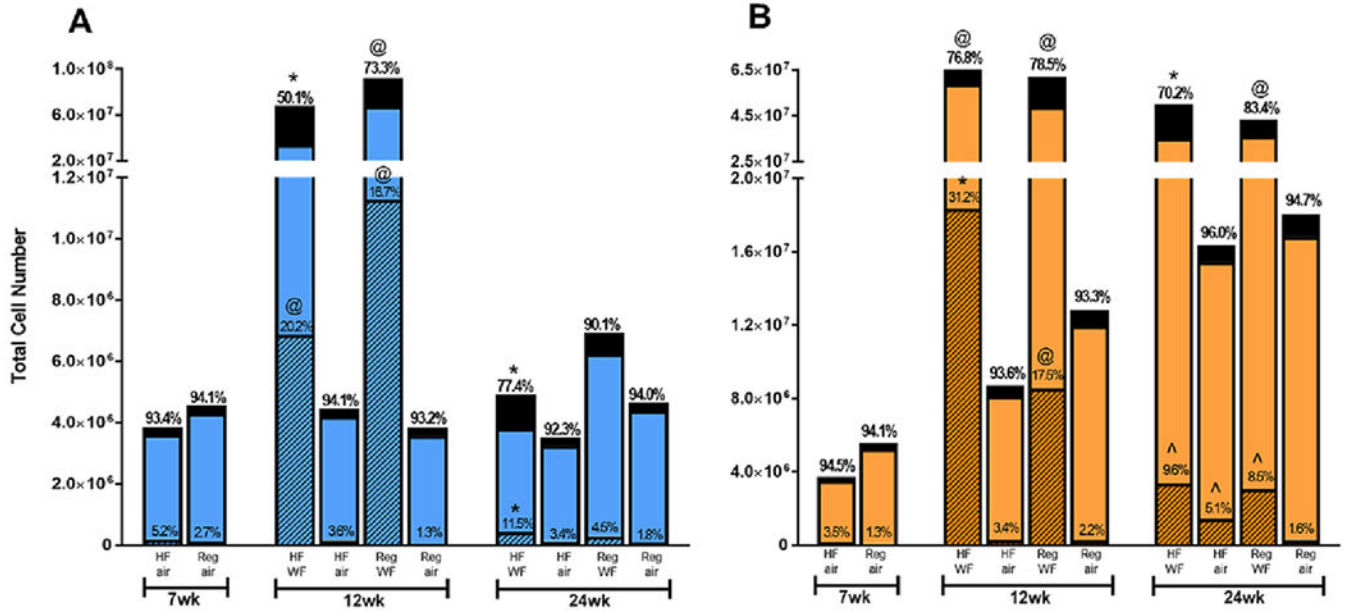 A
Total Cell Number
1.0×10⁸
6.0×10⁷
2.0×10⁷
1.2×10⁷
1.0×10⁷
8.0×10⁶
6.0×10⁶
4.0×10⁶
2.0×10⁶
0
93.4%
5.2%
94.1%
2.7%
*
50.1%
@
20.2%
94.1%
3.6%
@
73.3%
@
16.7%
93.2%
1.3%
*
77.4%
*
11.5%
92.3%
3.4%
90.1%
4.5%
94.0%
1.8%
HF air
Reg air
HF WF
HF air
Reg WF
Reg air
HF WF
HF air
Reg WF
Reg air
7wk
12wk
24wk
B
6.5×10⁷
4.5×10⁷
2.5×10⁷
2.0×10⁷
1.6×10⁷
1.2×10⁷
8.0×10⁶
4.0×10⁶
0
94.5%
3.5%
94.1%
1.3%
@
76.8%
*
31.2%
93.6%
3.4%
@
78.5%
@
17.5%
93.3%
2.2%
*
70.2%
^
9.6%
96.0%
^
5.1%
@
83.4%
^
8.5%
94.7%
1.6%
HF air
Reg air
HF WF
HF air
Reg WF
Reg air
HF WF
HF air
Reg WF
Reg air
7wk
12wk
24wk